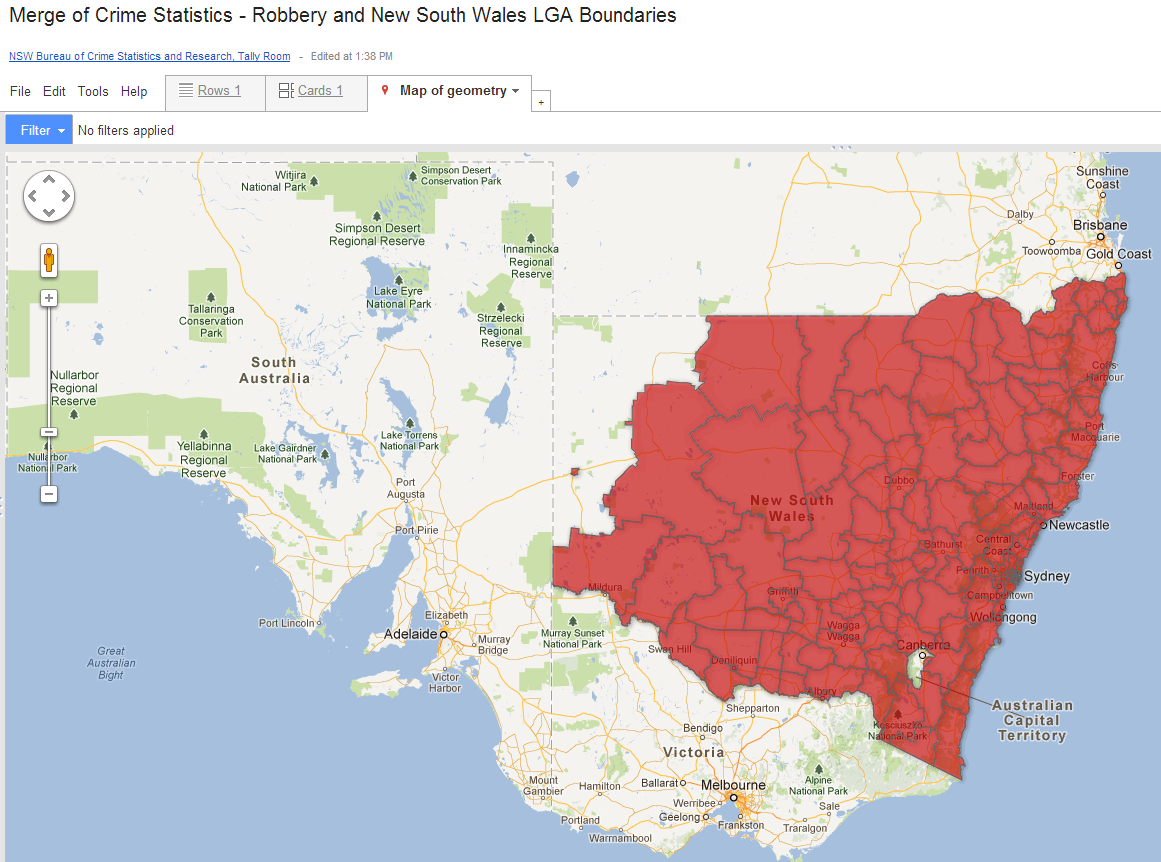 Merge of Crime Statistics - Robbery and New South Wales LGA Boundaries
NSW Bureau of Crime Statistics and Research, Tally Room - Edited at 1:38 PM
File Edit Tools Help Rows 1 Cards 1 Map of geometry
+
Filter No filters applied
Witjira
National Park
Simpson Desert
Conservation Park
Sunshine
Coast
Simpson Desert
Regional Reserve
Dalby
Brisbane
Toowoomba
Gold Coast
Innamincka
Regional
Reserve
Lake Eyre
National Park
Tallaringa
Conservation
Park
Strzelecki
Regional
Reserve
South
Australia
Nullarbor
Regional
Reserve
Coffs
Harbour
Yellabinna
Regional
Reserve
Lake Gairdner
National Park
Lake Torrens
National Park
Port
Macquarie
Nullarbor
National Park
Port
Augusta
Dubbo
Forster
New South
Wales
Maitland
Newcastle
Port Pirie
Bathurst
Central
Coast
Penrith
Sydney
Mildura
Griffith
Campbelltown
Wollongong
Port Lincoln
Elizabeth
Adelaide
Murray
Bridge
Murray Sunset
National Park
Wagga
Wagga
Swan Hill
Deniliquin
Canberra
Great
Australian
Bight
Victor
Harbor
Albury
Shepparton
Australian
Capital
Territory
Kosciuszko
National Park
Bendigo
Victoria
Mount
Gambier
Hamilton
Ballarat
Melbourne
Alpine
National Park
Werribee
Geelong
Frankston
Sale
Traralgon
Portland
Warrnambool